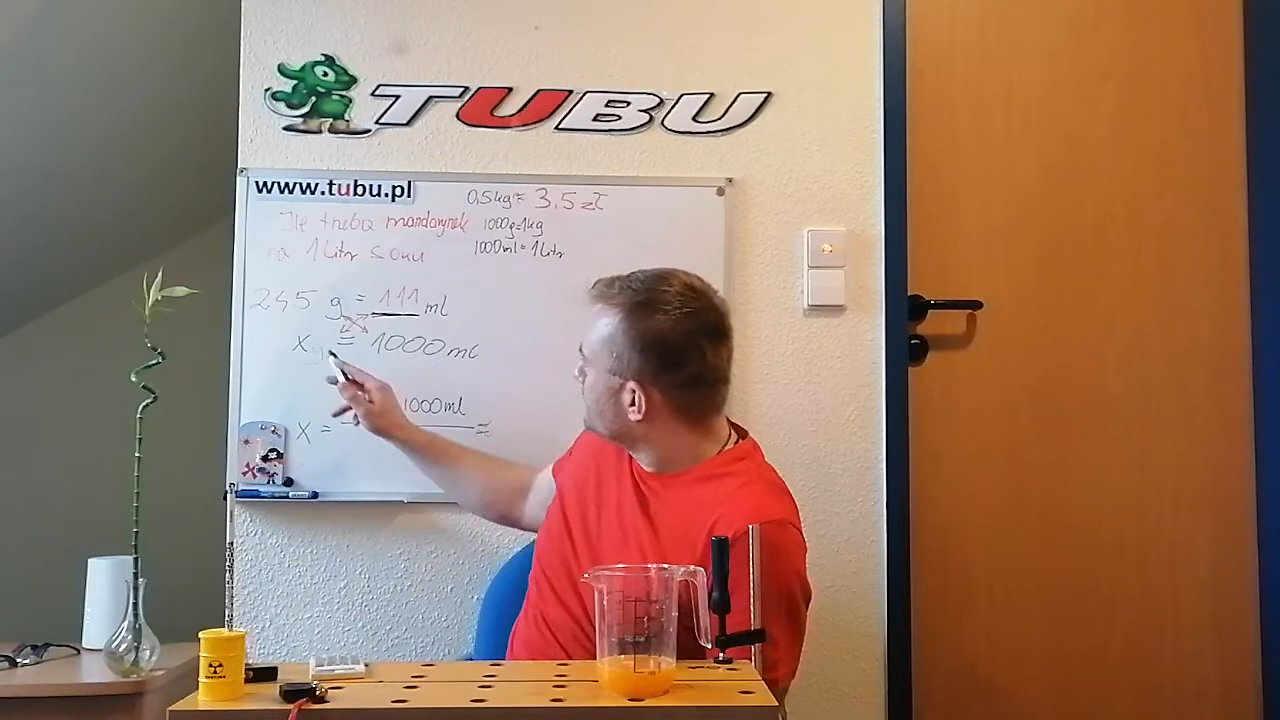 TUBU
www.tubu.pl
0,5kg = 3,5 zł
Ile trzeba mandarynek
1000g=1kg
na 1 Litr soku
1000ml = 1 Litr
245 g = 111 ml
x g = 1000 ml
1000ml
x = =